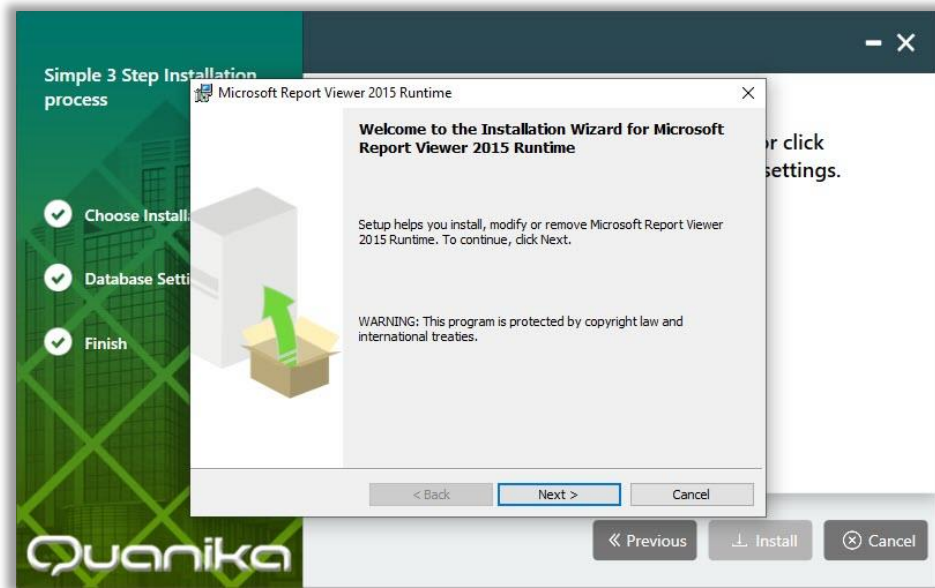 Simple 3 Step Installation
process
Choose Install
Database Setti
Finish
Quanika
Microsoft Report Viewer 2015 Runtime
Welcome to the Installation Wizard for Microsoft
Report Viewer 2015 Runtime
Setup helps you install, modify or remove Microsoft Report Viewer
2015 Runtime. To continue, click Next.
WARNING: This program is protected by copyright law and
international treaties.
< Back
Next >
Cancel
click
settings.
Previous
Install
Cancel